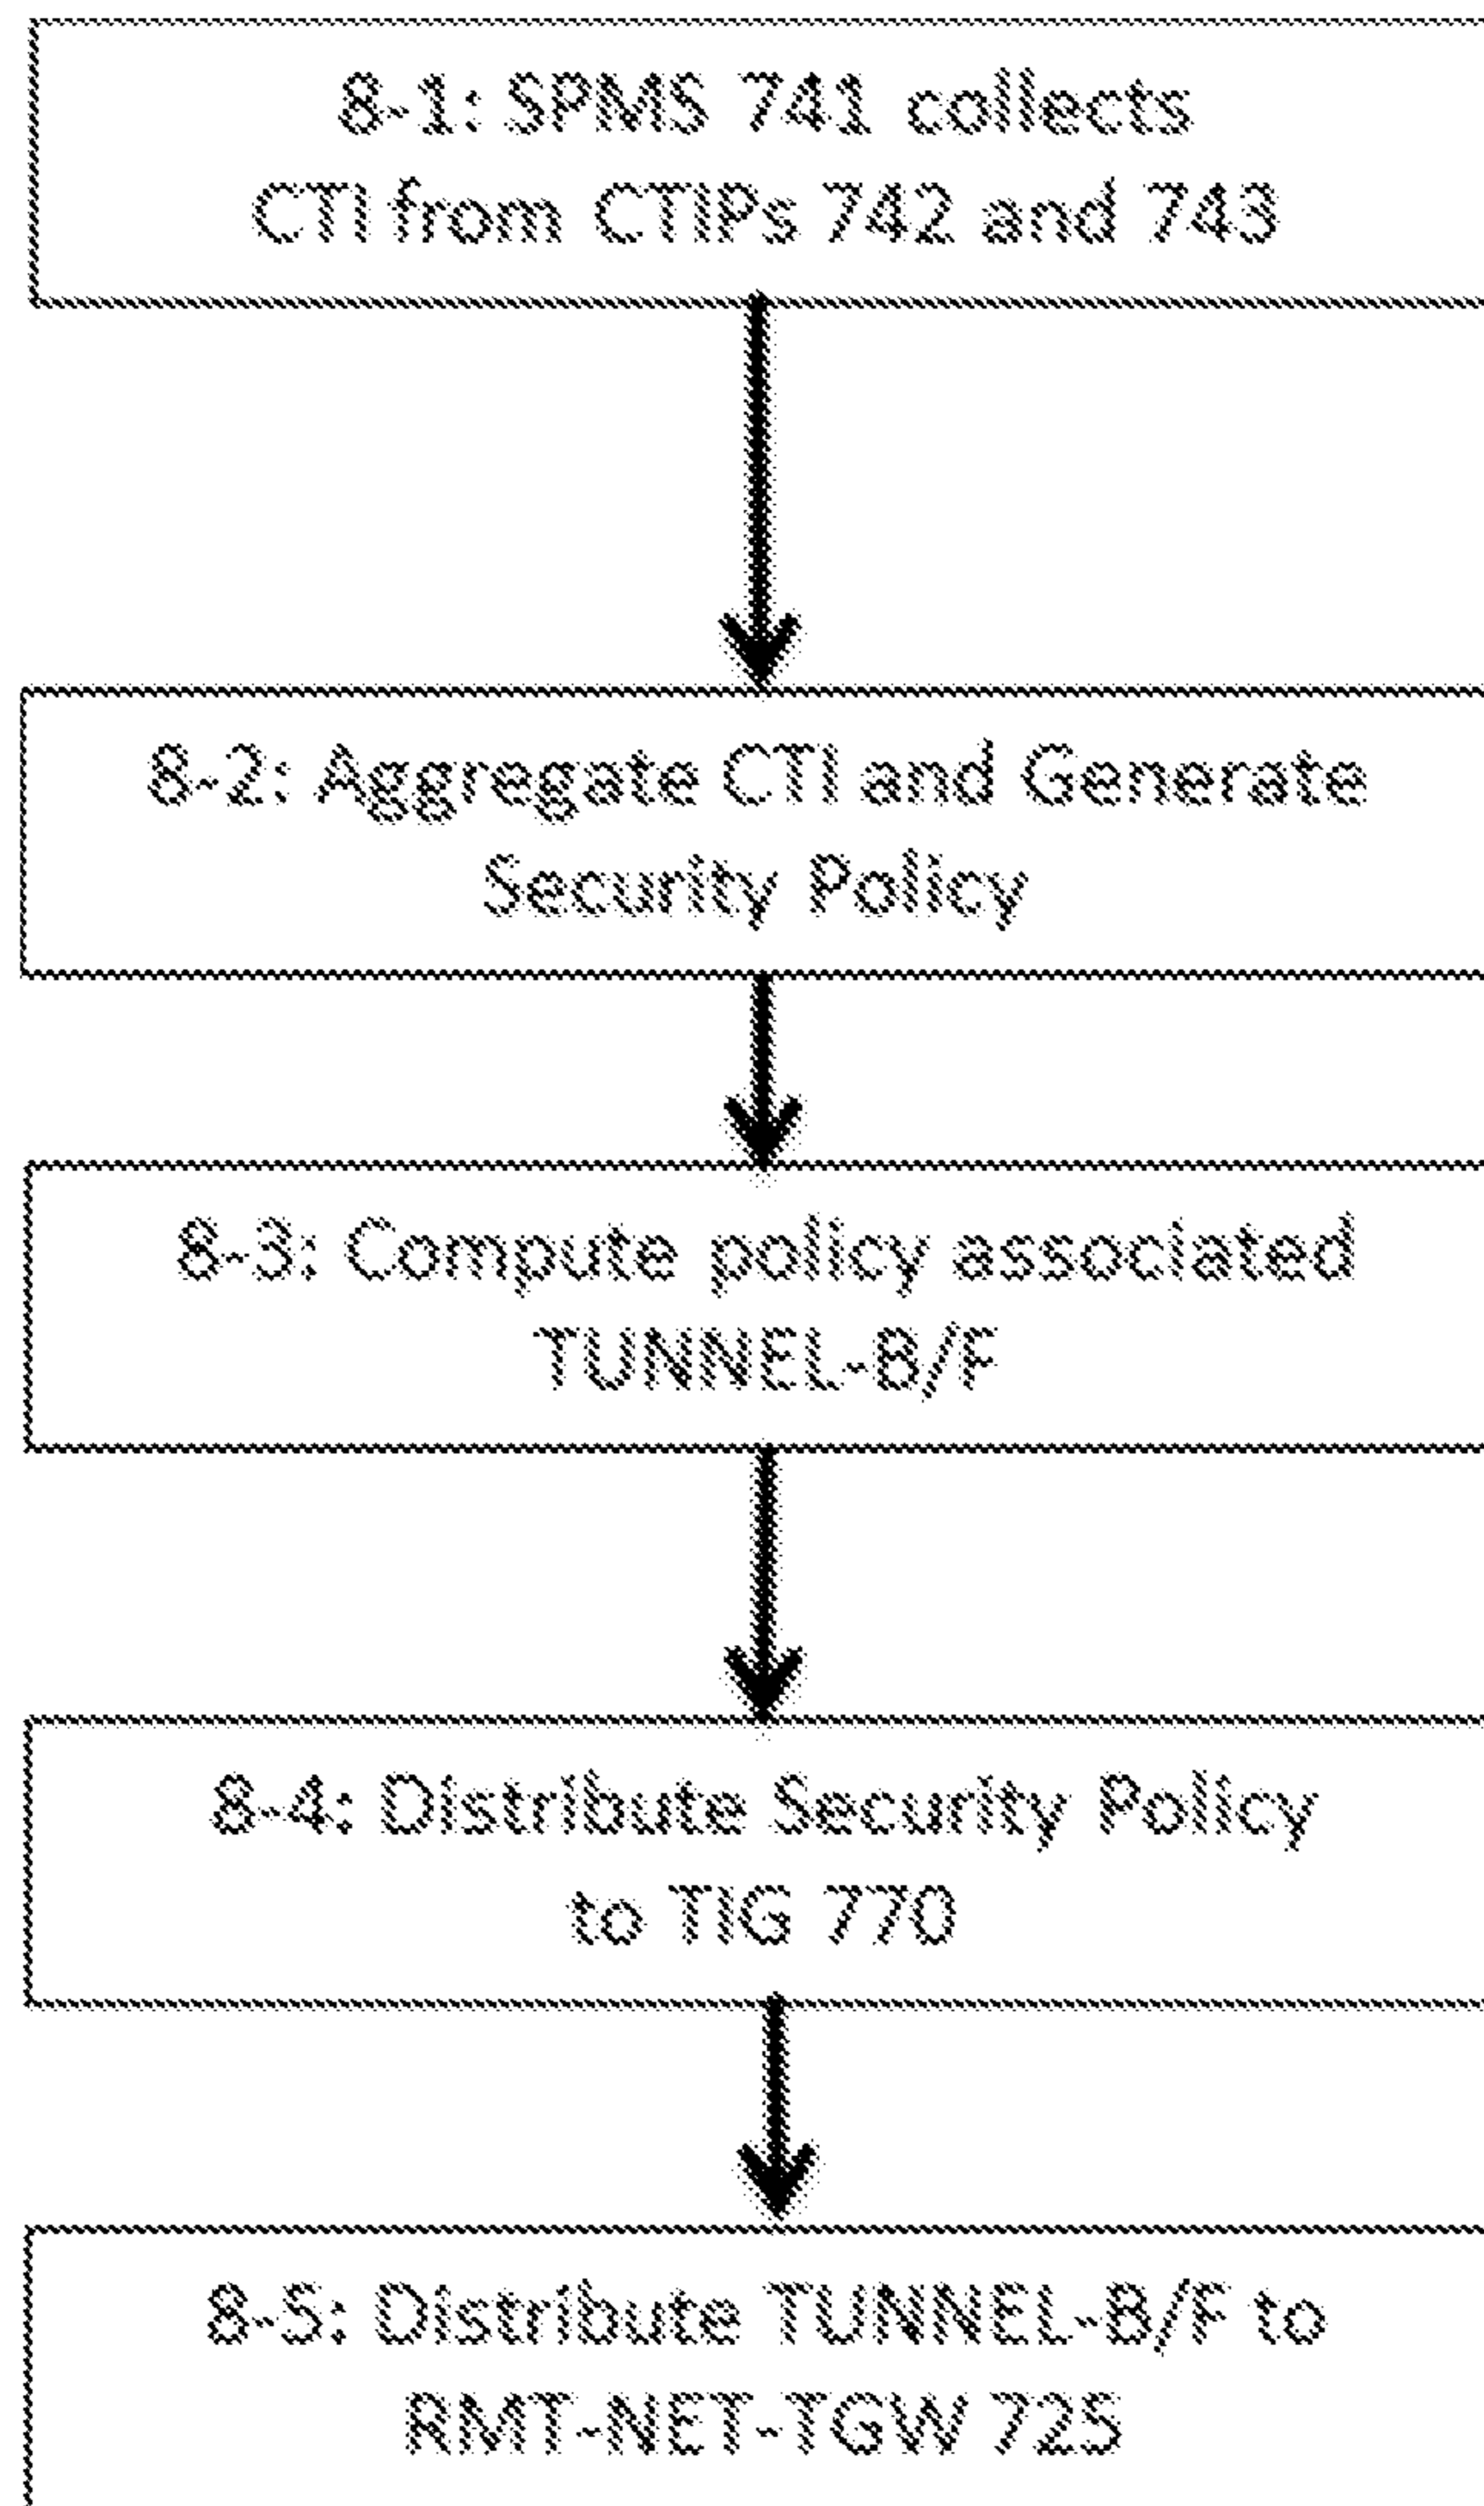 8-1: SPMS 741 collects
CTI from CTIPs 742 and 743
8-2: Aggregate CTI and Generate
Security Policy
8-3: Compute policy associated
TUNNEL-B/F
8-4: Distribute Security Policy
to TIG 770
8-5: Distribute TUNNEL-B/F to
RMT-NET-TGW 725